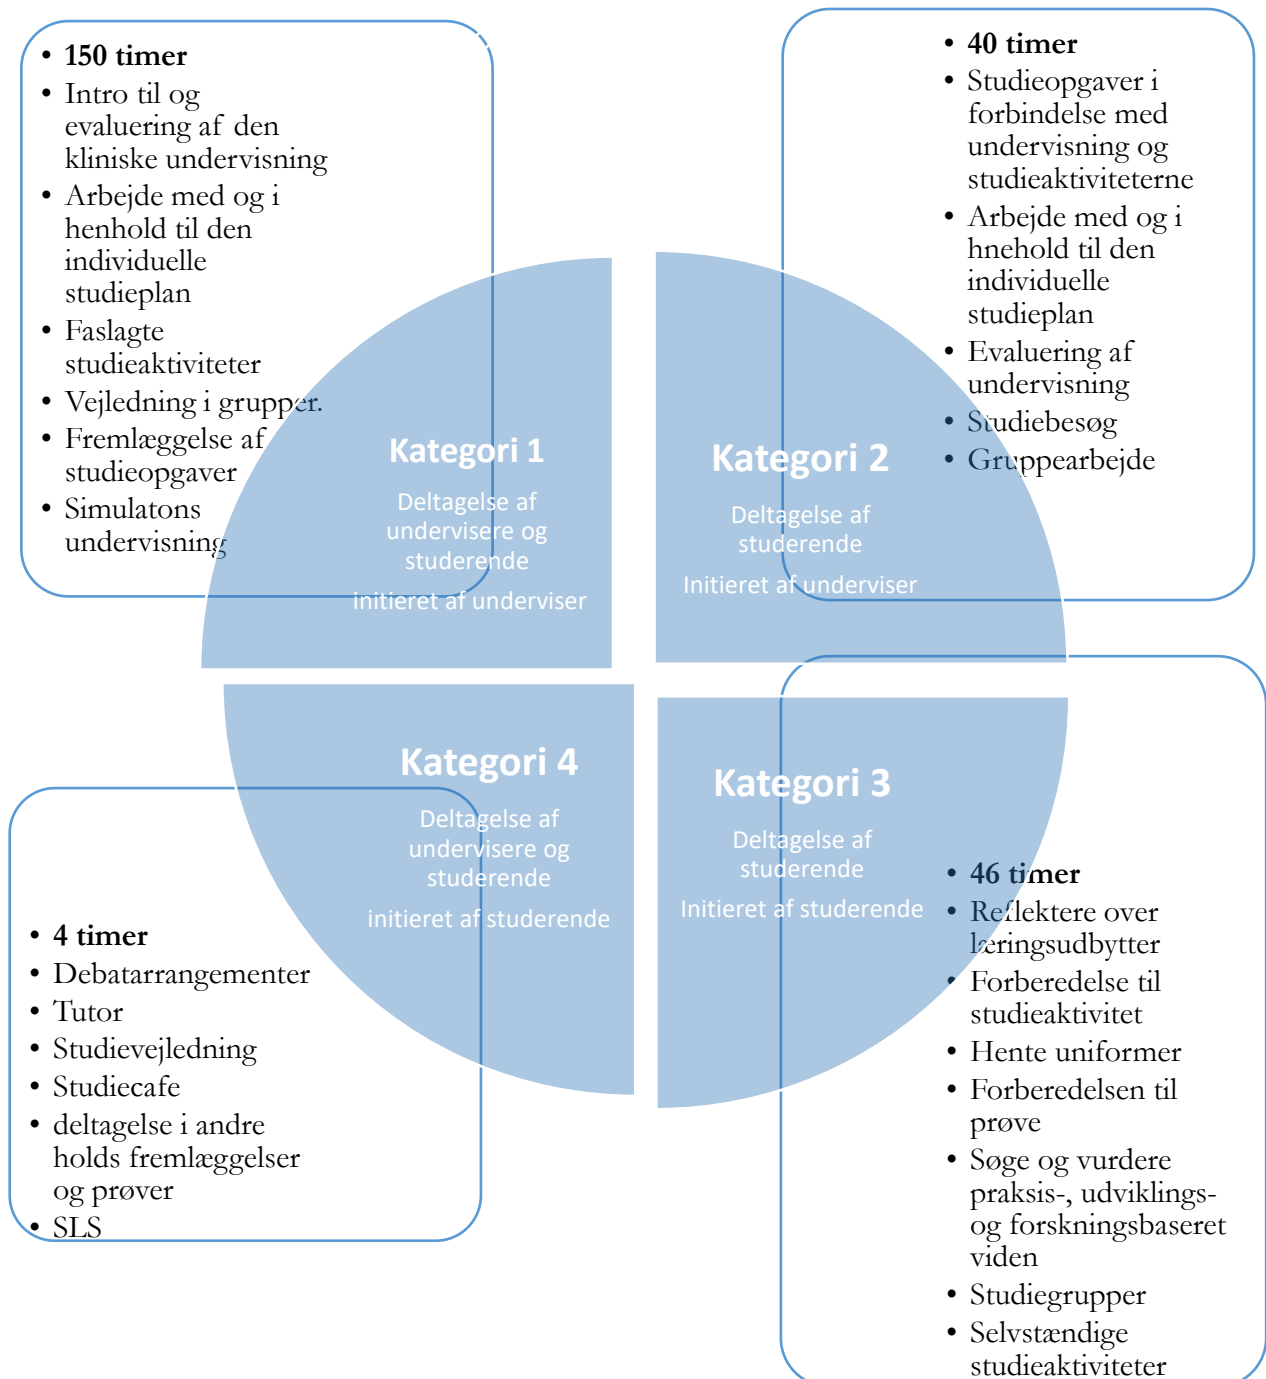 • 150 timer
• Intro til og
evaluering af den
kliniske undervisning
• Arbejde med og i
henhold til den
individuelle
studieplan
• Faslagte
studieaktiviteter
• Vejledning i grupper.
• Fremlæggelse af
studieopgaver
• Simulatons
undervisning
• 40 timer
• Studieopgaver i
forbindelse med
undervisning og
studieaktiviteterne
• Arbejde med og i
hnehold til den
individuelle
studieplan
• Evaluering af
undervisning
• Studiebesøg
• Gruppearbejde
Kategori 1
Deltagelse af
undervisere og
studerende
initieret af underviser
Kategori 2
Deltagelse af
studerende
Initieret af underviser
Kategori 4
Deltagelse af
undervisere og
studerende
initieret af studerende
Kategori 3
Deltagelse af
studerende
Initieret af studerende
• 4 timer
• Debatarrangementer
• Tutor
• Studievejledning
• Studiecafe
• deltagelse i andre
holds fremlæggelser
og prøver
• SLS
• 46 timer
• Reflektere over
læringsudbytter
• Forberedelse til
studieaktivitet
• Hente uniformer
• Forberedelsen til
prøve
• Søge og vurdere
praksis-, udviklings-
og forskningsbaseret
viden
• Studiegrupper
• Selvstændige
studieaktiviteter